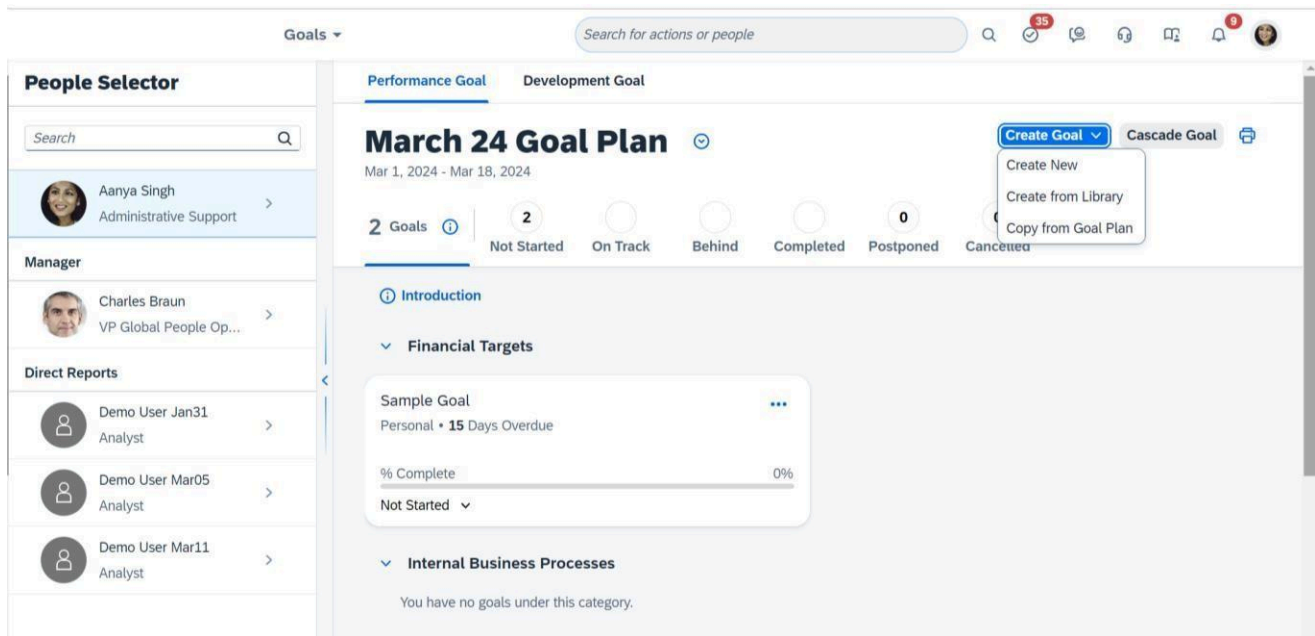 Goals
Search for actions or people
35
9
People Selector
Search
Aanya Singh
Administrative Support
Manager
Charles Braun
VP Global People Op...
Direct Reports
Demo User Jan31
Analyst
Demo User Mar05
Analyst
Demo User Mar11
Analyst
Performance Goal
Development Goal
March 24 Goal Plan
Mar 1, 2024 - Mar 18, 2024
Create Goal
Cascade Goal
Create New
Create from Library
Copy from Goal Plan
2 Goals
2
Not Started
On Track
Behind
Completed
0
Postponed
Cancelled
Introduction
Financial Targets
Sample Goal
Personal • 15 Days Overdue
% Complete 0%
Not Started
Internal Business Processes
You have no goals under this category.